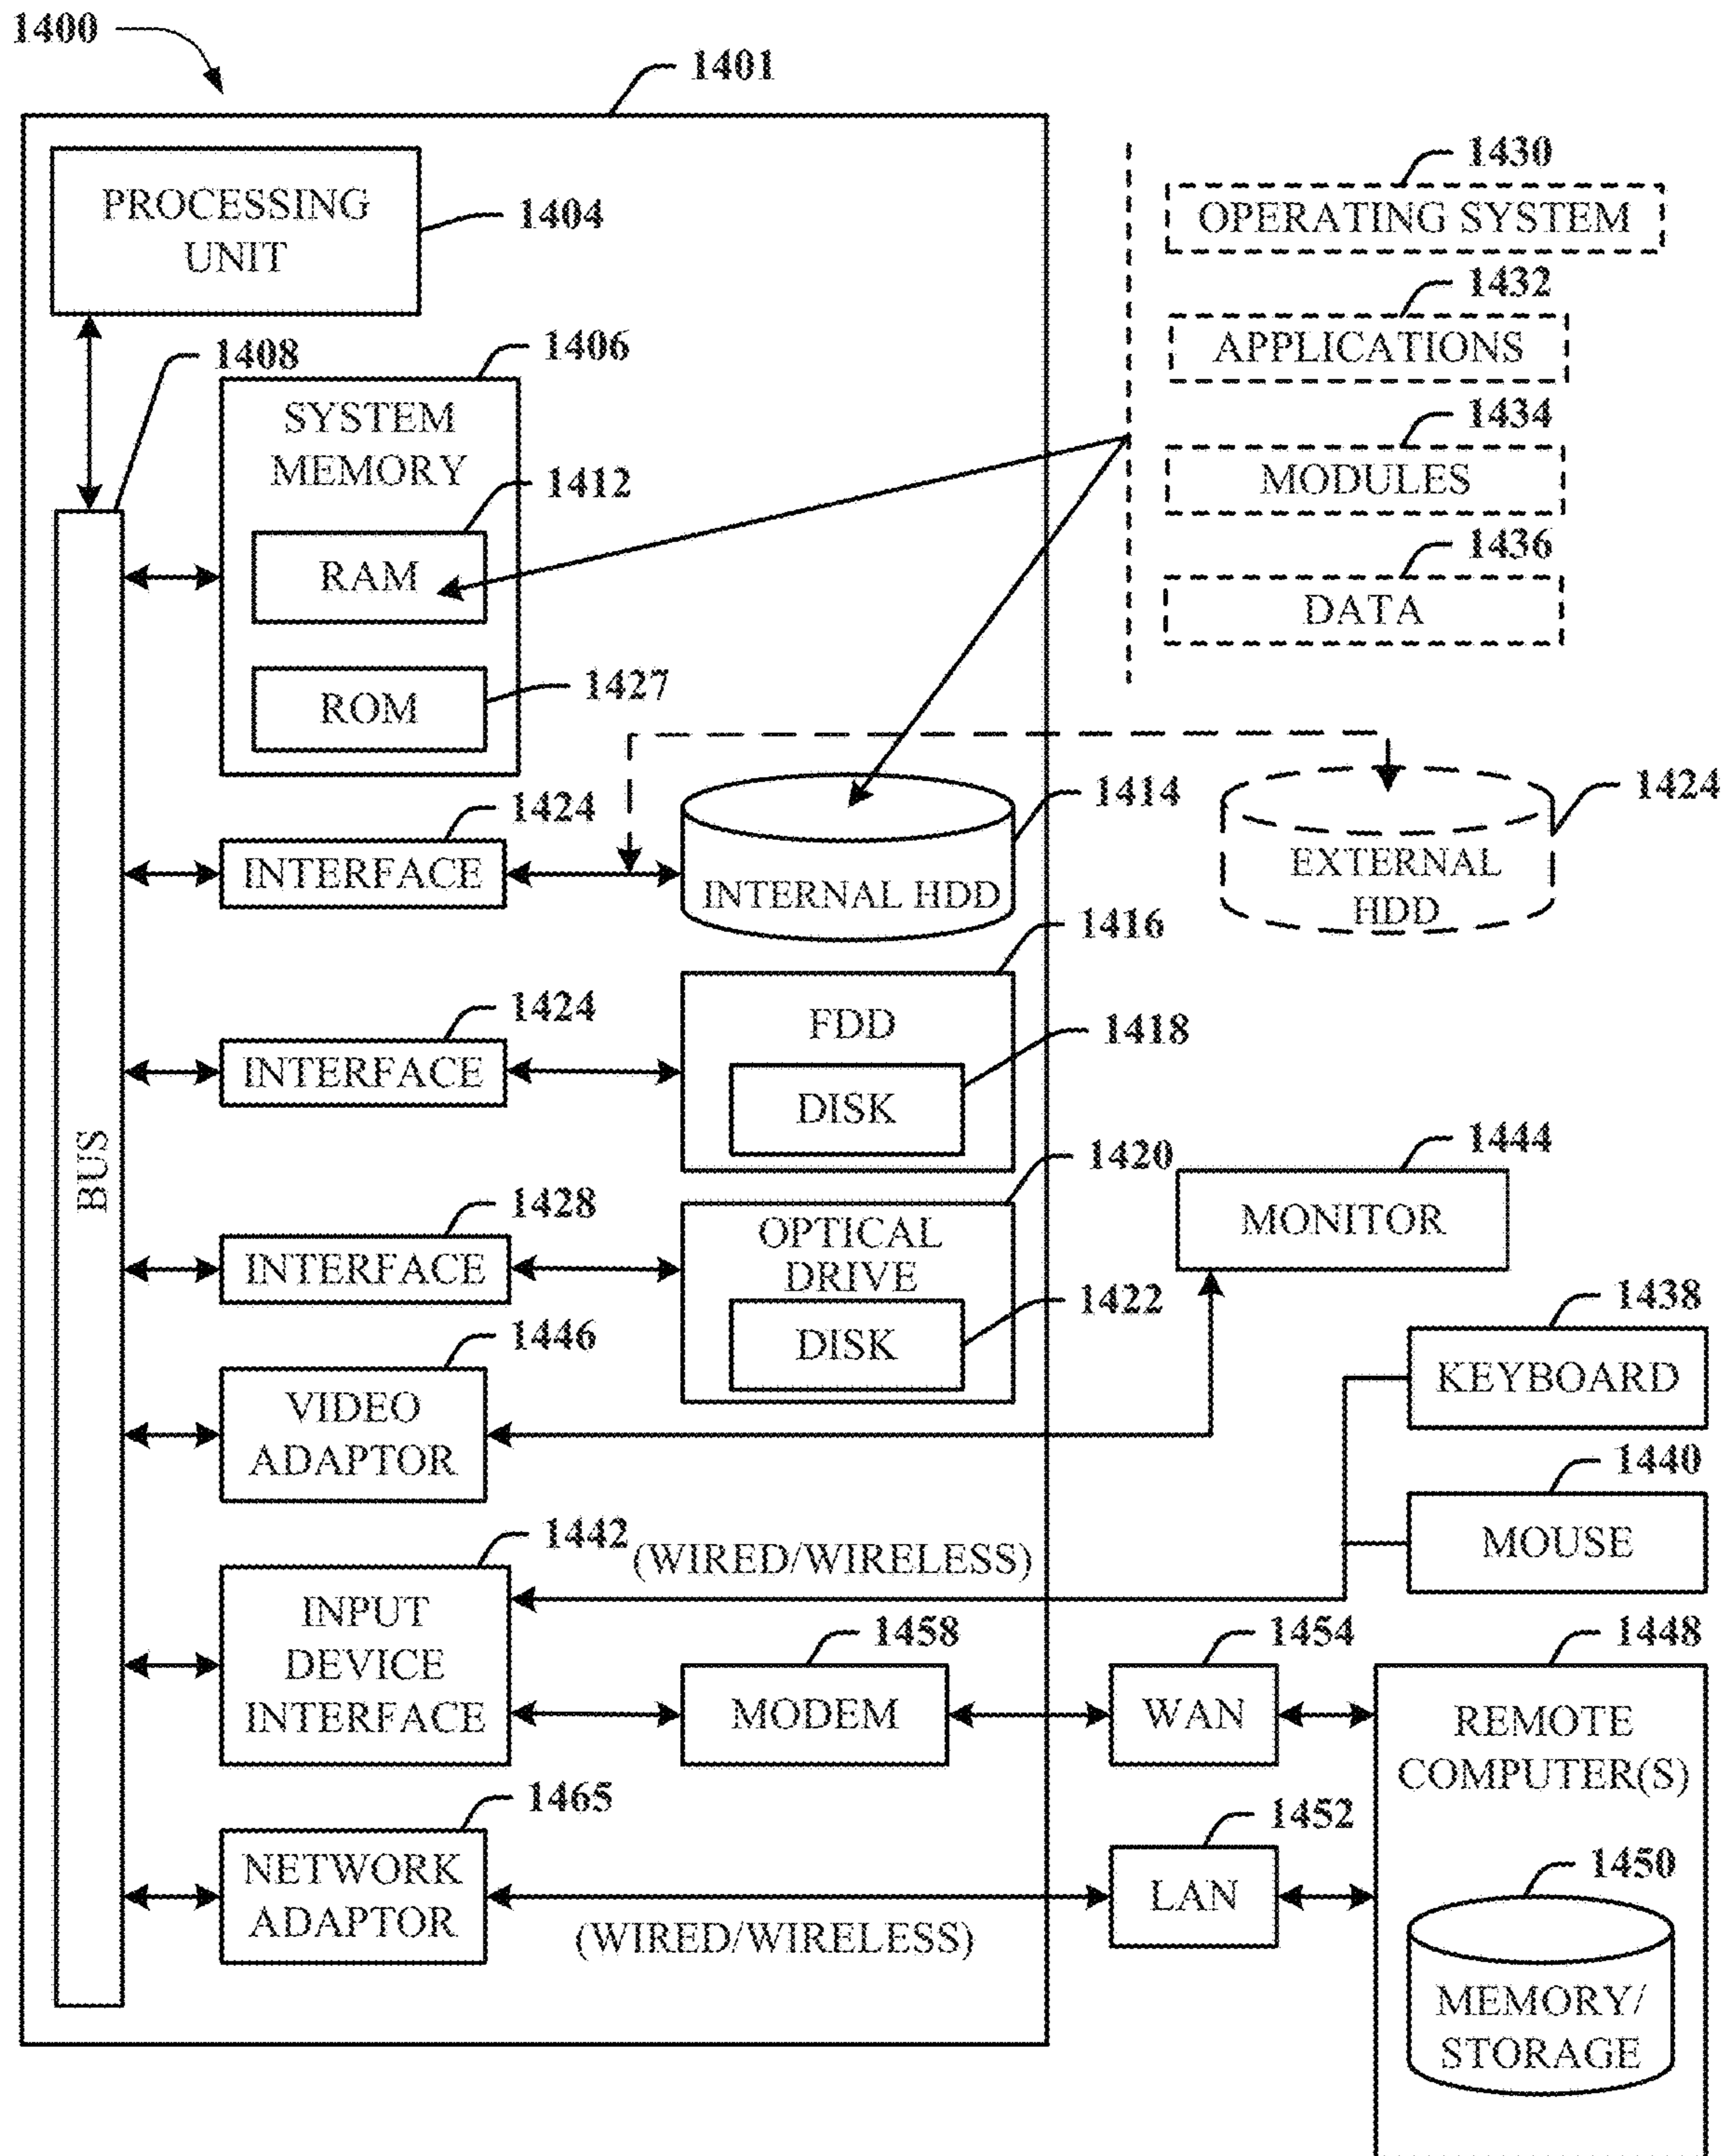 1400
1401
PROCESSING
UNIT
1404
1430
OPERATING SYSTEM
1432
APPLICATIONS
1434
MODULES
1436
DATA
1408
1406
SYSTEM
MEMORY
1412
RAM
1427
ROM
1424
INTERFACE
1414
INTERNAL HDD
1424
EXTERNAL
HDD
1424
INTERFACE
1416
FDD
1418
DISK
BUS
1428
INTERFACE
1420
OPTICAL
DRIVE
1422
DISK
1444
MONITOR
1446
VIDEO
ADAPTOR
1438
KEYBOARD
1440
MOUSE
1442
(WIRED/WIRELESS)
INPUT
DEVICE
INTERFACE
1458
MODEM
1454
WAN
1448
REMOTE
COMPUTER(S)
1465
NETWORK
ADAPTOR
(WIRED/WIRELESS)
1452
LAN
1450
MEMORY/
STORAGE